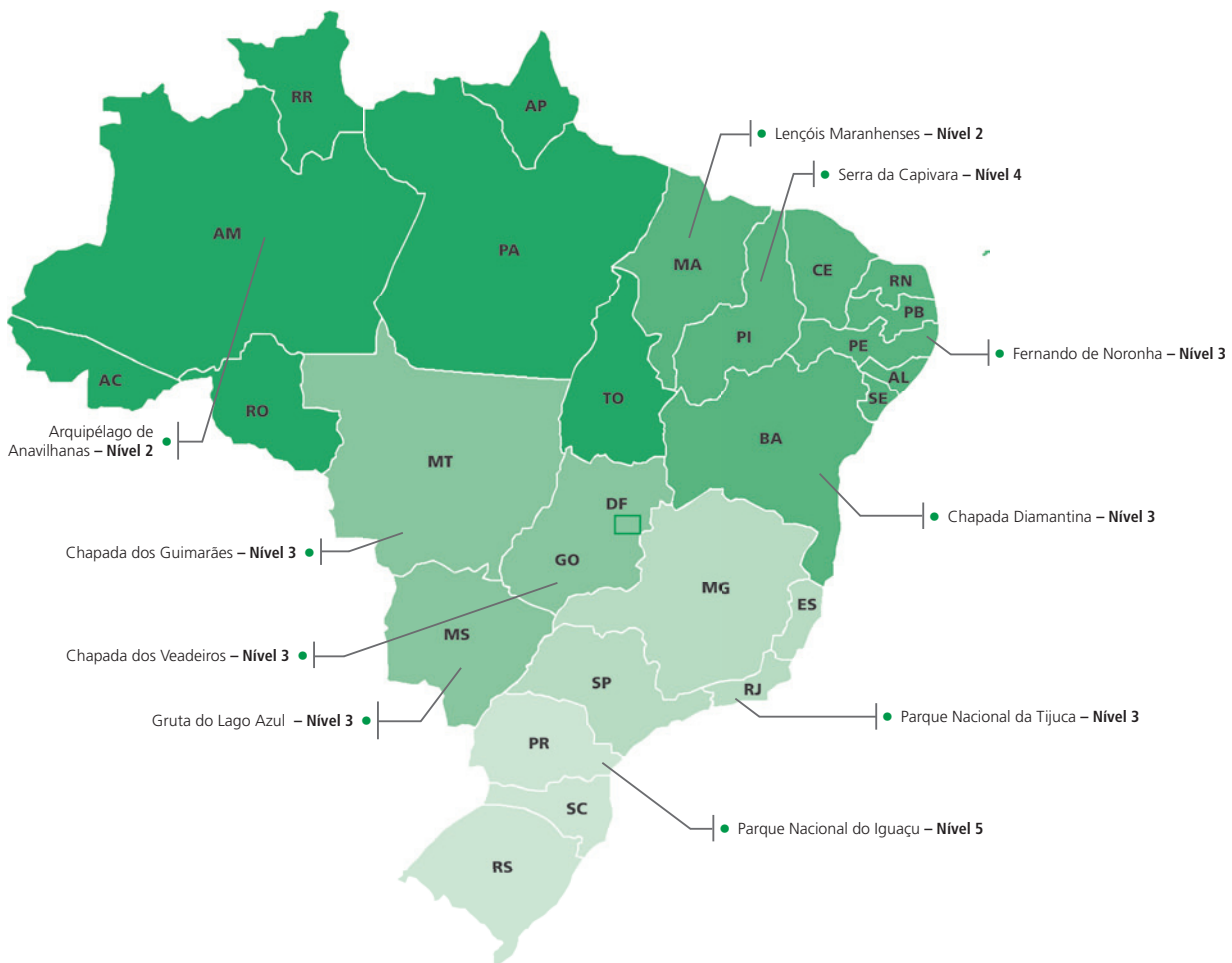 RR
AP
Lençóis Maranhenses – Nível 2
Serra da Capivara – Nível 4
AM
PA
MA
CE
RN
PB
PI
PE
Fernando de Noronha – Nível 3
AC
AL
SE
RO
TO
Arquipélago de
Anavilhanas – Nível 2
BA
MT
DF
Chapada Diamantina – Nível 3
Chapada dos Guimarães – Nível 3
GO
MG
ES
MS
Chapada dos Veadeiros – Nível 3
SP
RJ
Gruta do Lago Azul – Nível 3
Parque Nacional da Tijuca – Nível 3
PR
SC
Parque Nacional do Iguaçu – Nível 5
RS